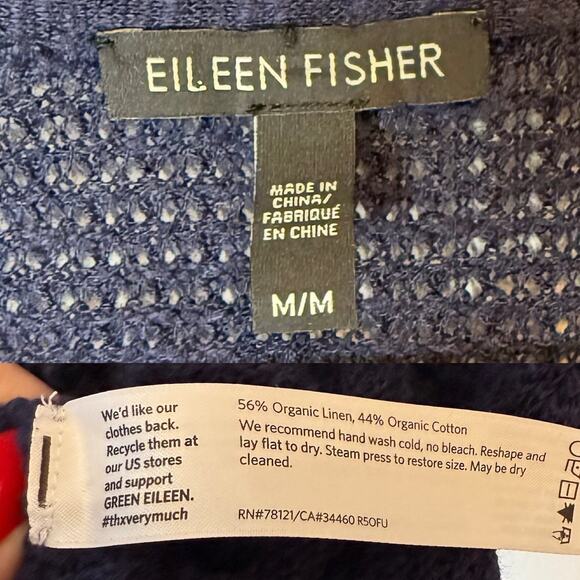 EILEEN FISHER
MADE IN
CHINA/
FABRIQUÉ
EN CHINE
M/M
We'd like our
clothes back.
Recycle them at
our US stores
and support
GREEN EILEEN.
#thxverymuch
56% Organic Linen, 44% Organic Cotton
We recommend hand wash cold, no bleach. Reshape and
lay flat to dry. Steam press to restore size. May be dry
cleaned.
RN#78121/CA#34460 R5OFU